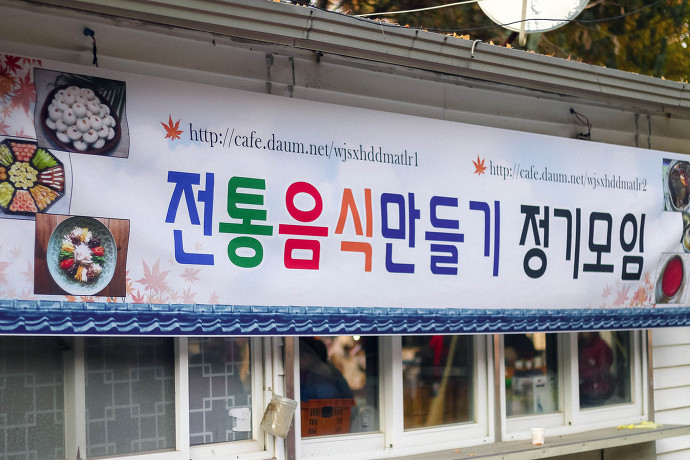 http://cafe.daum.net/wjsxhddmatlr1
http://cafe.daum.net/wjsxhddmatlr2
전통음식만들기 정기모임